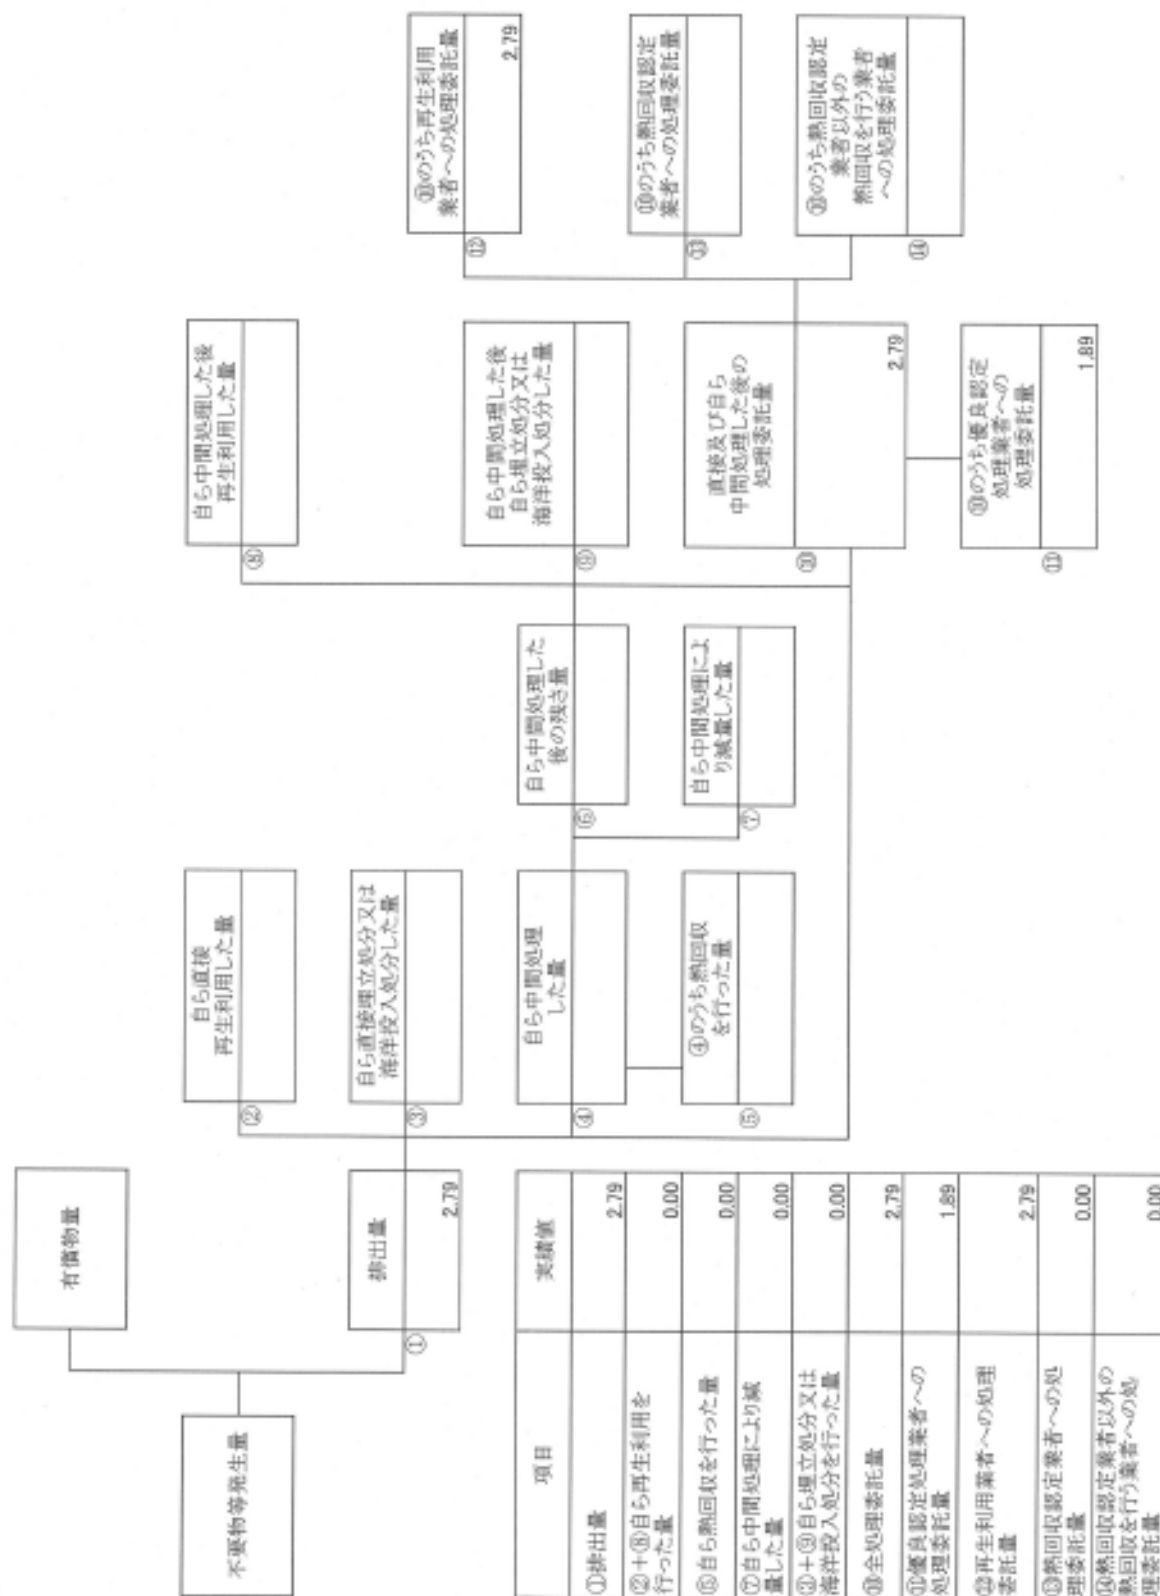 不要物等発生量
有償物量
排出量
①
2.79
②
自ら直接
再生利用した量
③
自ら直接埋立処分又は
海洋投入処分した量
④
自ら中間処理
した量
⑤
④のうち熱回収
を行った量
⑥
自ら中間処理した
後の残さ量
⑦
自ら中間処理によ
り減量した量
⑧
自ら中間処理した後
再生利用した量
⑨
自ら中間処理した後
自ら埋立処分又は
海洋投入処分した量
⑩
直接及び自ら
中間処理した後の
処理委託量
2.79
⑪
⑩のうち優良認定
処理業者への
処理委託量
1.89
⑫
⑩のうち再生利用
業者への処理委託量
2.79
⑬
⑩のうち熱回収認定
業者への処理委託量
⑭
⑩のうち熱回収認定
業者以外の
熱回収を行う業者
への処理委託量
項目 実績値
①排出量 2.79
②+⑧自ら再生利用を
行った量 0.00
⑤自ら熱回収を行った量 0.00
⑦自ら中間処理により減
量した量 0.00
③+⑨自ら埋立処分又は
海洋投入処分を行った量 0.00
⑩全処理委託量 2.79
⑪優良認定処理業者への
処理委託量 1.89
⑫再生利用業者への処理
委託量 2.79
⑬熱回収認定業者への処
理委託量 0.00
⑭熱回収認定業者以外の
熱回収を行う業者への処
理委託量 0.00